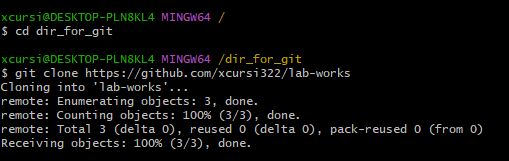 xcursi@DESKTOP-PLN8KL4 MINGW64 /
$ cd dir_for_git
xcursi@DESKTOP-PLN8KL4 MINGW64 /dir_for_git
$ git clone https://github.com/xcursi322/lab-works
Cloning into 'lab-works'...
remote: Enumerating objects: 3, done.
remote: Counting objects: 100% (3/3), done.
remote: Total 3 (delta 0), reused 0 (delta 0), pack-reused 0 (from 0)
Receiving objects: 100% (3/3), done.